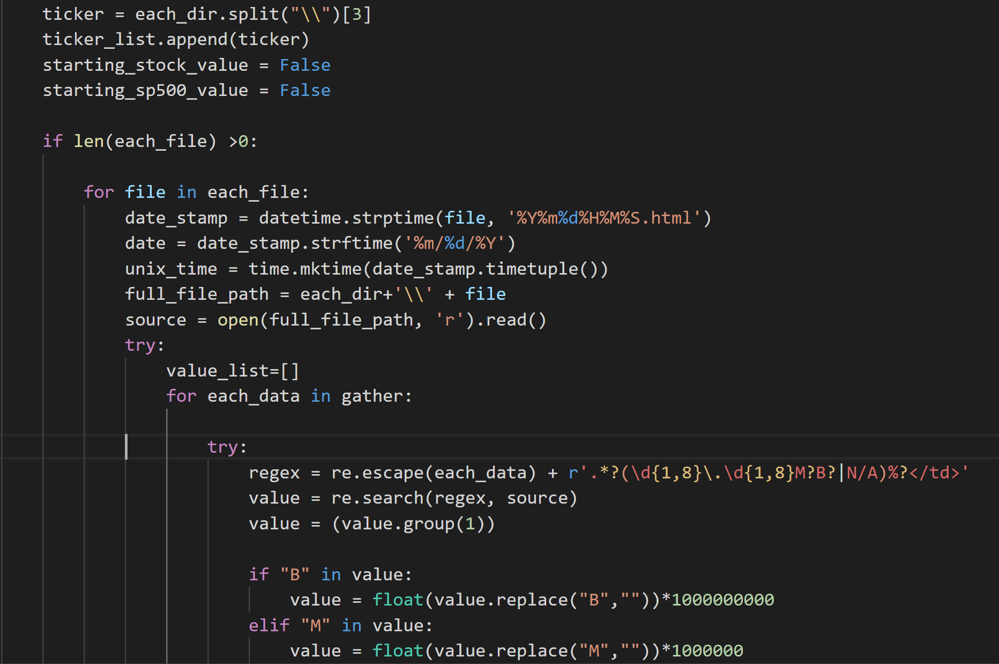 ticker = each_dir.split("\\")[3]
ticker_list.append(ticker)
starting_stock_value = False
starting_sp500_value = False
if len(each_file) >0:
for file in each_file:
date_stamp = datetime.strptime(file, '%Y%m%d%H%M%S.html')
date = date_stamp.strftime('%m/%d/%Y')
unix_time = time.mktime(date_stamp.timetuple())
full_file_path = each_dir+'\\' + file
source = open(full_file_path, 'r').read()
try:
value_list=[]
for each_data in gather:
try:
regex = re.escape(each_data) + r'.*?(\d{1,8}\.\d{1,8}M?B?|N/A)%?</td>'
value = re.search(regex, source)
value = (value.group(1))
if "B" in value:
value = float(value.replace("B",""))*1000000000
elif "M" in value:
value = float(value.replace("M",""))*1000000